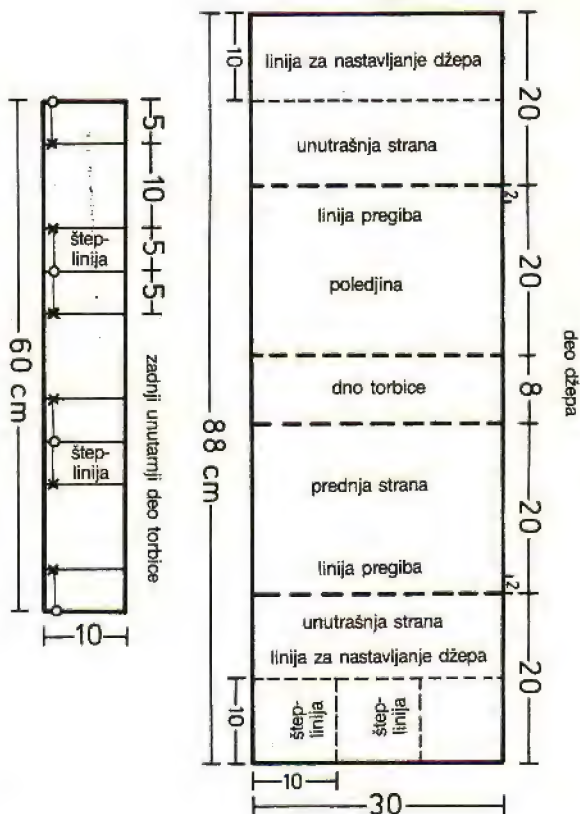 linija za nastavljanje džepa
unutrašnja strana
linija pregiba
poledjina
dno torbice
prednja strana
linija pregiba
unutrašnja strana
linija za nastavljanje džepa
štep-
linija
štep-
linija
10
10
10
30
88 cm
20
2
20
8
20
2
20
deo džepa
5
10
5
5
štep-
linija
štep-
linija
60 cm
10
zadnji unutarnji deo torbice